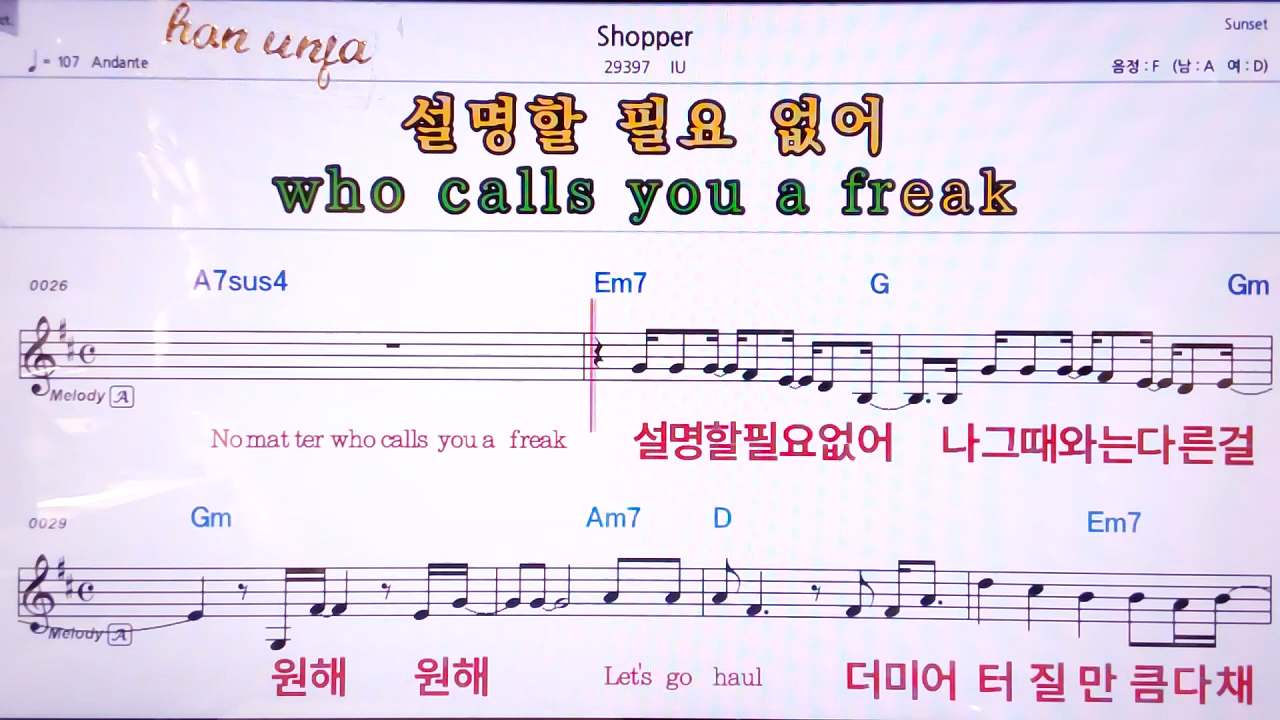 han unfa
Shopper
Sunset
♩= 107 Andante
29397 IU
음정 : F (남 : A 여 : D)
설명할 필요 없어
who calls you a freak
0026 A7sus4 Em7 G Gm
Melody A
No mat ter who calls you a freak 설명할필요없어 나그때와는다른걸
0029 Gm Am7 D Em7
Melody A
원해 원해 Let's go haul 더미어 터 질 만 큼다채